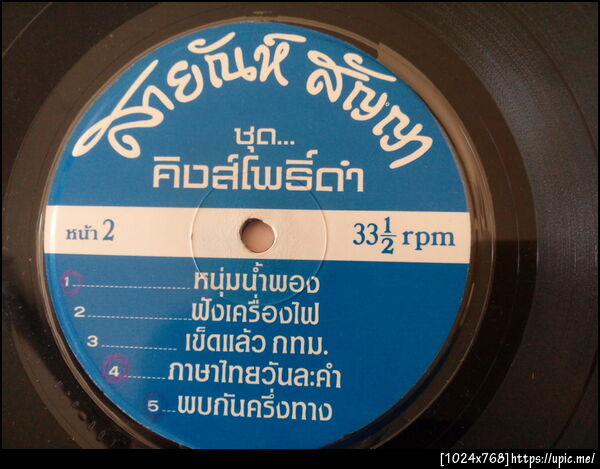 สายัณห์ สัญญา
ชุด...
คิงส์โพธิ์ดำ
หน้า 2
33 1/2 rpm
1.......................... หนุ่มน้ำพอง
2 .......................... ฟังเครื่องไฟ
3 .................... เข็ดแล้ว กทม.
4 .......... ภาษาไทยวันละคำ
5 ... พบกันครึ่งทาง
[1024x768]https://upic.me/